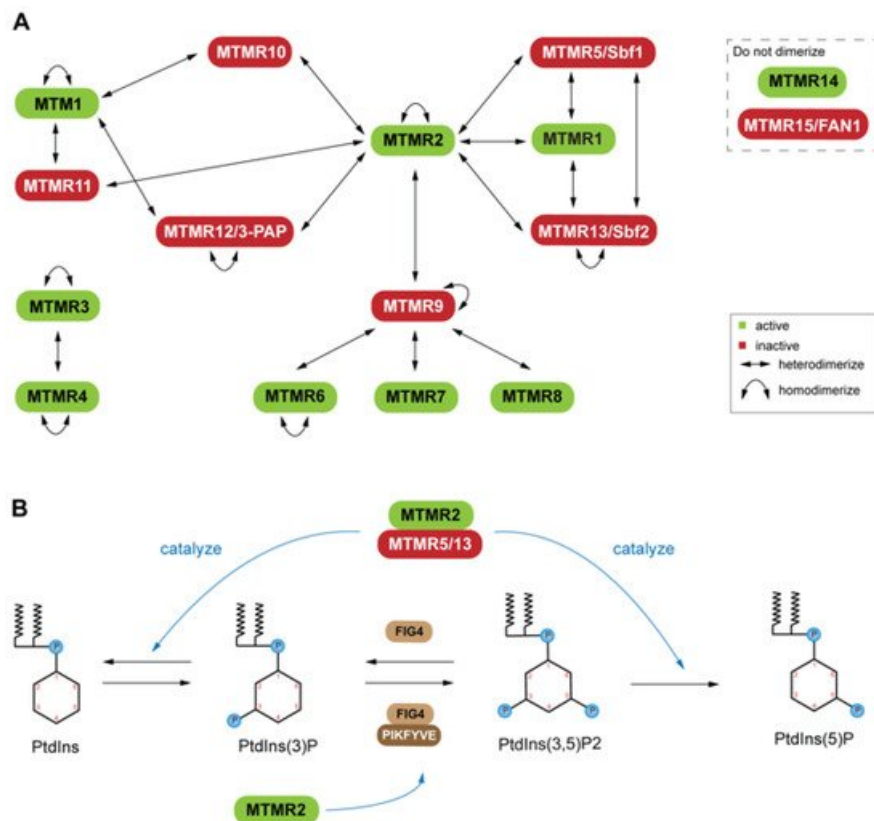 A
MTMR10
MTMR5/Sbf1
Do not dimerize
MTMR14
MTMR15/FAN1
MTM1
MTMR2
MTMR1
MTMR11
MTMR12/3-PAP
MTMR13/Sbf2
MTMR3
MTMR9
active
inactive
heterodimerize
homodimerize
MTMR4
MTMR6
MTMR7
MTMR8
B
MTMR2
MTMR5/13
catalyze
catalyze
P
P
P
P
FIG4
P
P
P
P
FIG4
PIKFYVE
PtdIns
PtdIns(3)P
PtdIns(3,5)P2
PtdIns(5)P
MTMR2